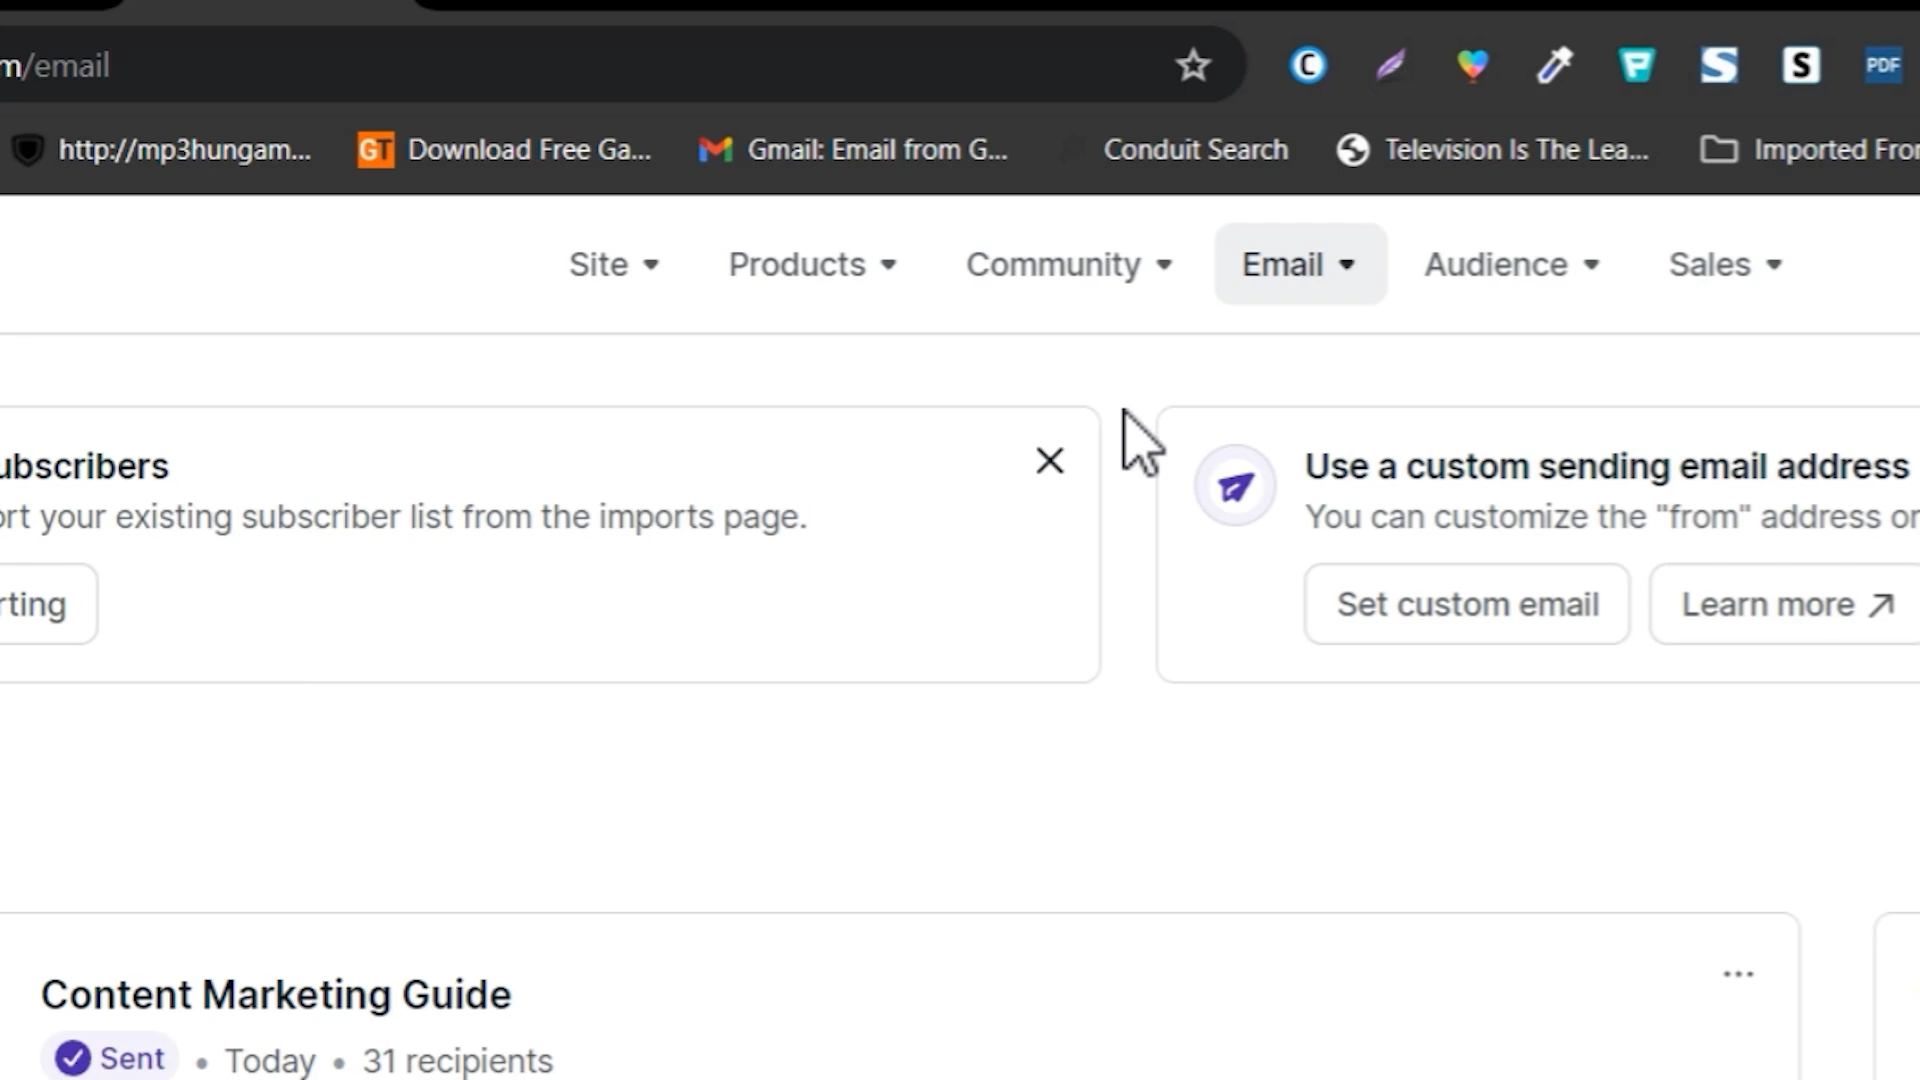 m/email
C
S
S
PDF
http://mp3hungam...
GT
Download Free Ga...
Gmail: Email from G...
Conduit Search
Television Is The Lea...
Imported Fro
Site
Products
Community
Email
Audience
Sales
ubscribers
ort your existing subscriber list from the imports page.
rting
Use a custom sending email address
You can customize the "from" address or
Set custom email
Learn more
Content Marketing Guide
Sent • Today • 31 recipients